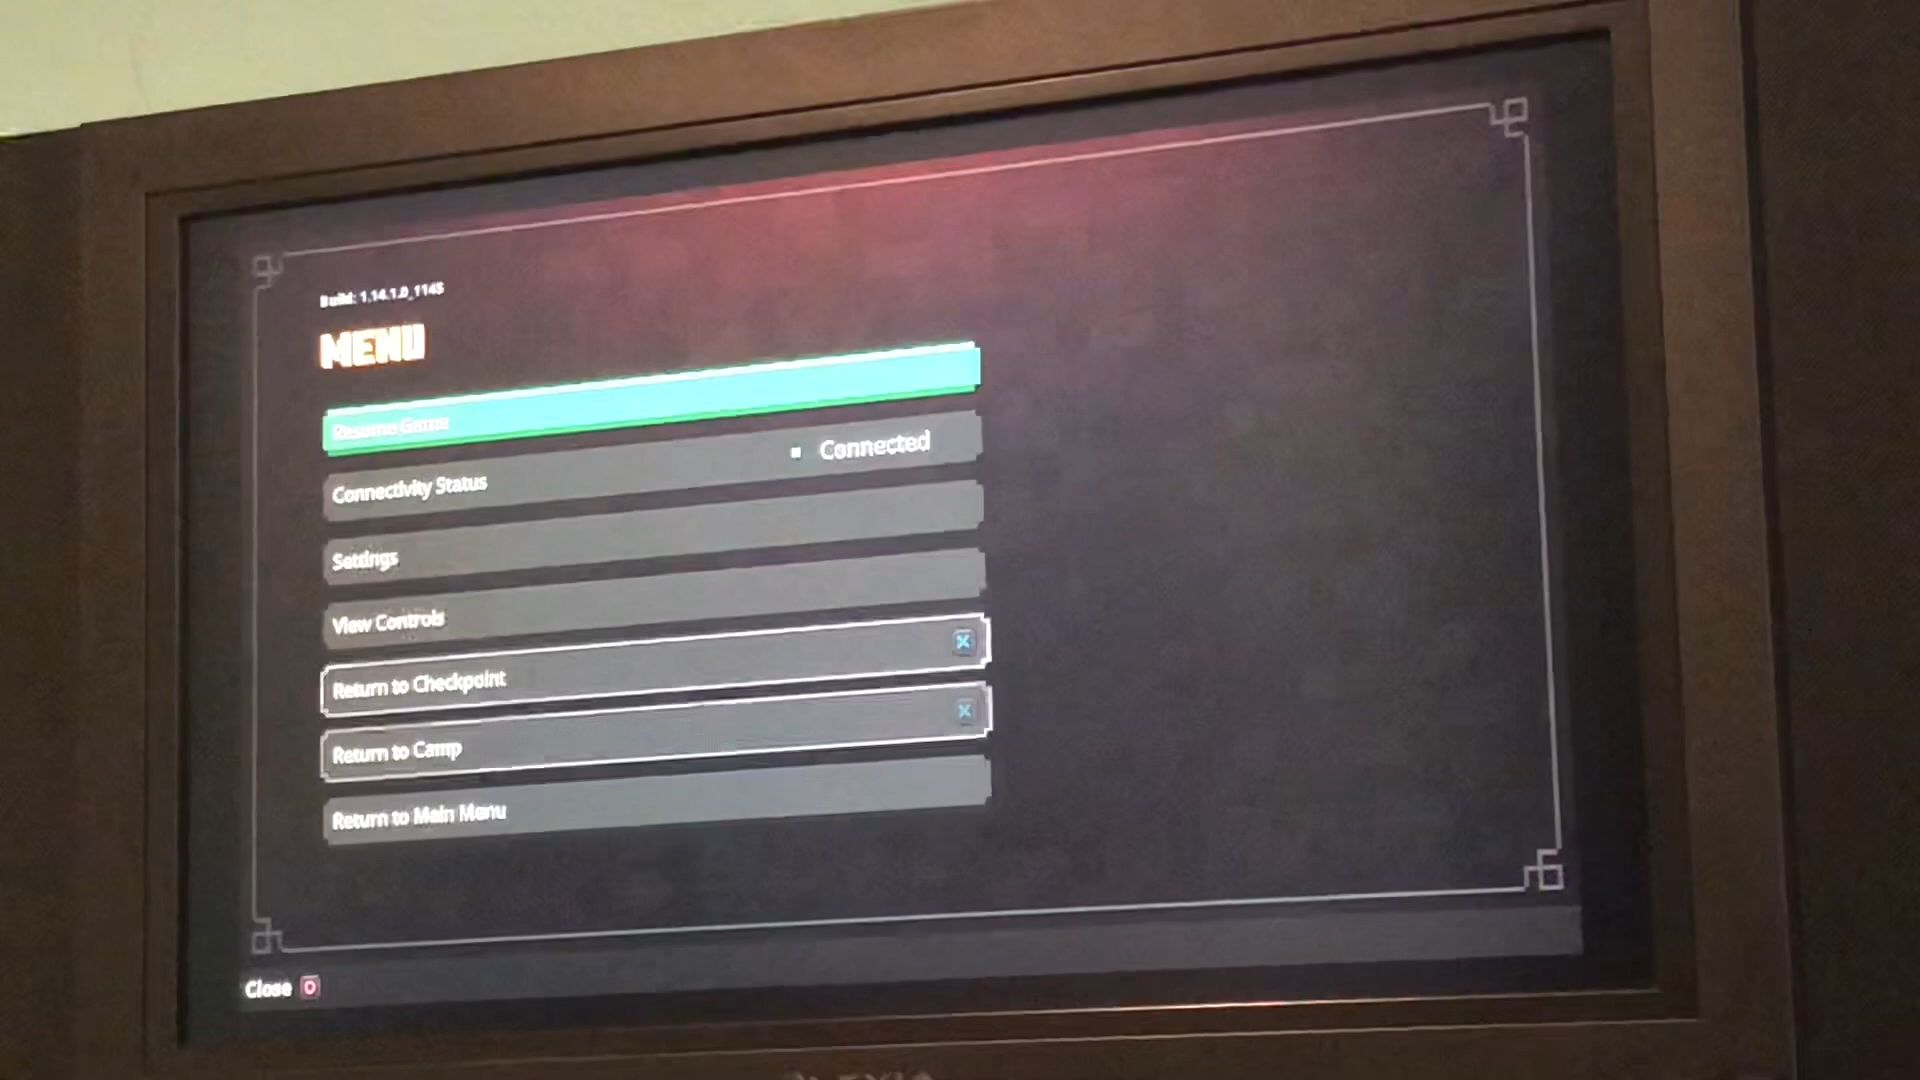 Build: 1.14.1.0_1145
MENU
Resume Game
Connectivity Status
Connected
Settings
View Controls
Return to Checkpoint
Return to Camp
Return to Main Menu
Close